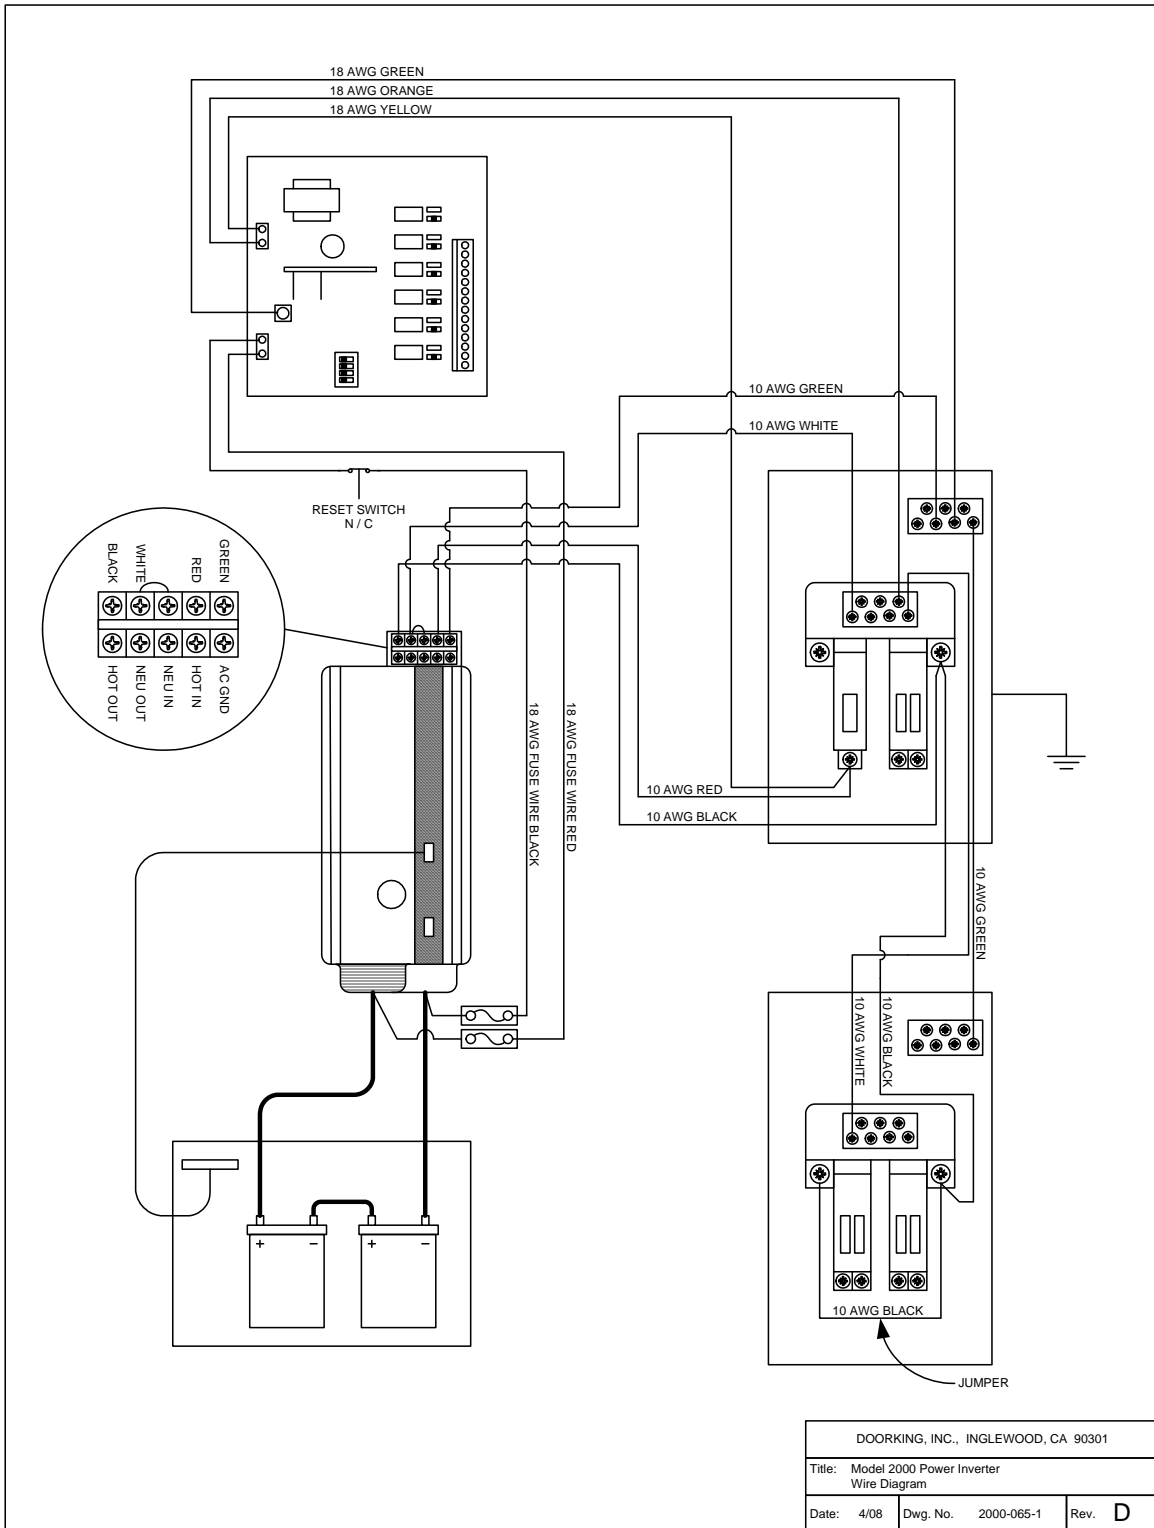 18 AWG GREEN
18 AWG ORANGE
18 AWG YELLOW
10 AWG GREEN
10 AWG WHITE
RESET SWITCH
N / C
BLACK
WHITE
RED
GREEN
HOT OUT
NEU OUT
NEU IN
HOT IN
AC GND
18 AWG FUSE WIRE BLACK
18 AWG FUSE WIRE RED
10 AWG RED
10 AWG BLACK
10 AWG GREEN
10 AWG WHITE
10 AWG BLACK
+ −
+ −
10 AWG BLACK
JUMPER
DOORKING, INC., INGLEWOOD, CA 90301
Title: Model 2000 Power Inverter
Wire Diagram
Date: 4/08 Dwg. No. 2000-065-1 Rev. D